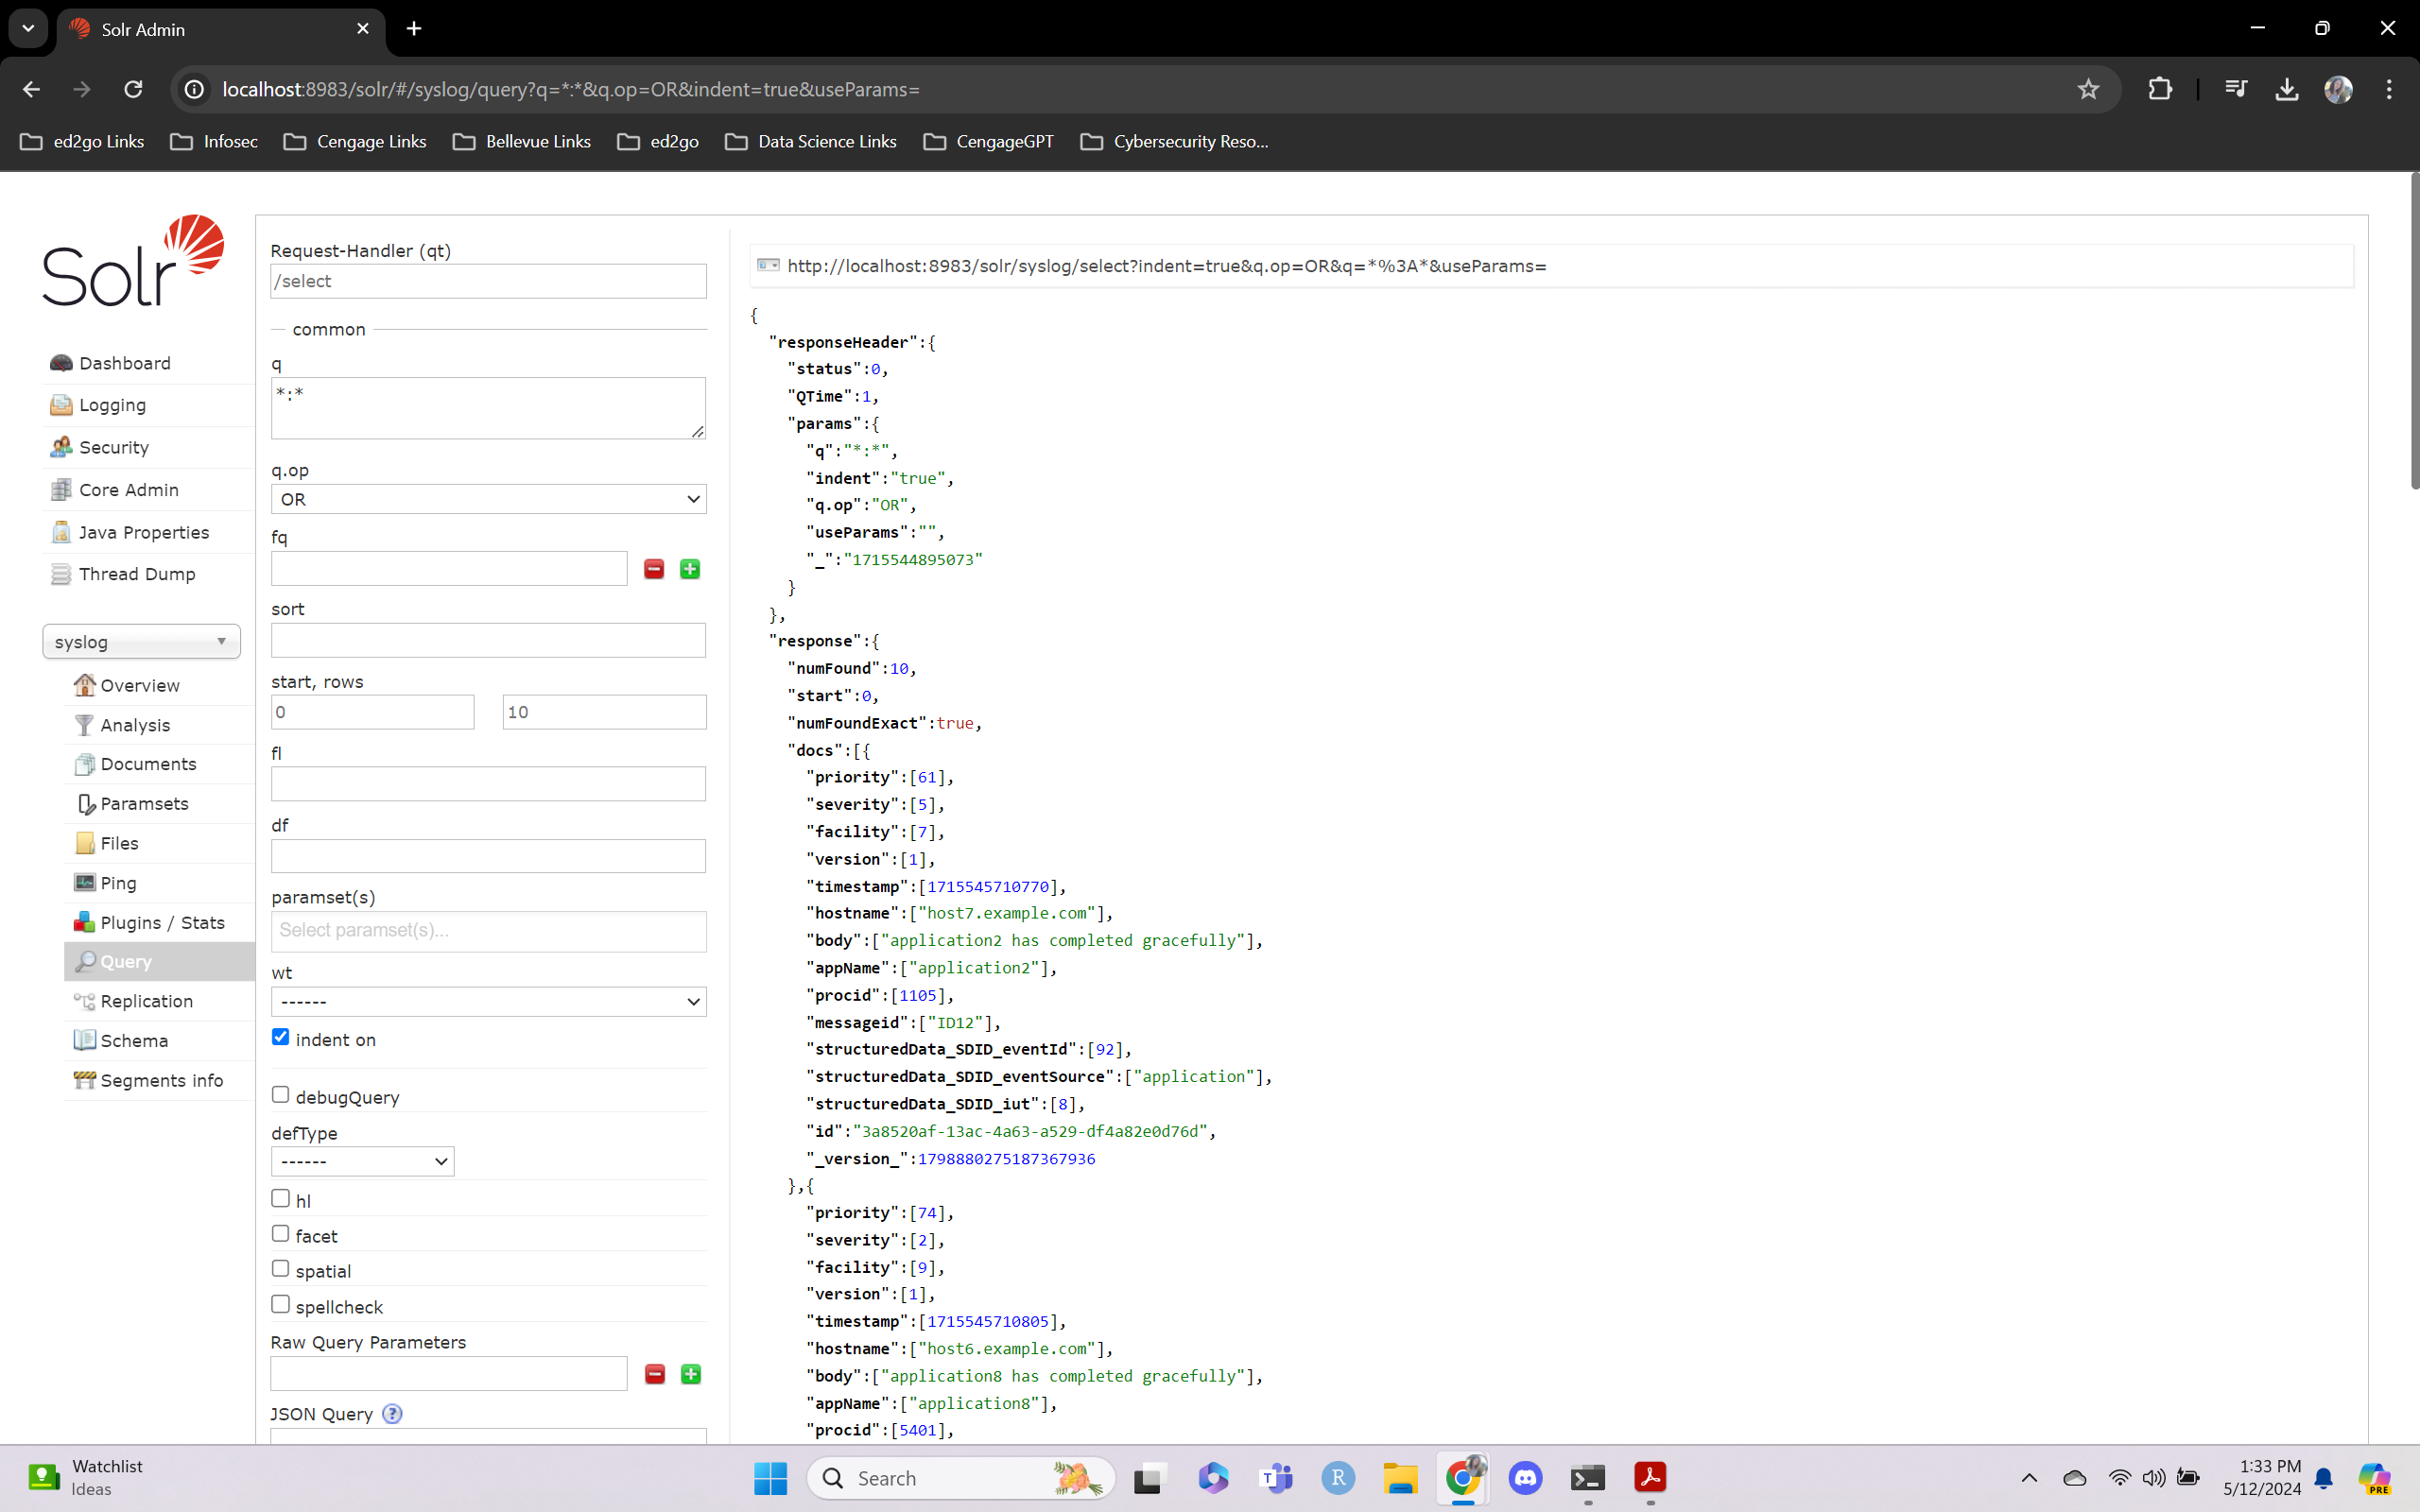 Solr Admin
localhost:8983/solr/#/syslog/query?q=*:*&q.op=OR&indent=true&useParams=
ed2go Links
Infosec
Cengage Links
Bellevue Links
ed2go
Data Science Links
CengageGPT
Cybersecurity Reso...
Solr
Dashboard
Logging
Security
Core Admin
Java Properties
Thread Dump
syslog
Overview
Analysis
Documents
Paramsets
Files
Ping
Plugins / Stats
Query
Replication
Schema
Segments info
Request-Handler (qt)
/select
common
q
*:*
q.op
OR
fq
sort
start, rows
0
10
fl
df
paramset(s)
Select paramset(s)...
wt
------
indent on
debugQuery
defType
------
hl
facet
spatial
spellcheck
Raw Query Parameters
JSON Query ?
http://localhost:8983/solr/syslog/select?indent=true&q.op=OR&q=*%3A*&useParams=
{
"responseHeader":{
"status":0,
"QTime":1,
"params":{
"q":"*:*",
"indent":"true",
"q.op":"OR",
"useParams":"",
"_":"1715544895073"
}
},
"response":{
"numFound":10,
"start":0,
"numFoundExact":true,
"docs":[{
"priority":[61],
"severity":[5],
"facility":[7],
"version":[1],
"timestamp":[1715545710770],
"hostname":["host7.example.com"],
"body":["application2 has completed gracefully"],
"appName":["application2"],
"procid":[1105],
"messageid":["ID12"],
"structuredData_SDID_eventId":[92],
"structuredData_SDID_eventSource":["application"],
"structuredData_SDID_iut":[8],
"id":"3a8520af-13ac-4a63-a529-df4a82e0d76d",
"_version_":1798880275187367936
},{
"priority":[74],
"severity":[2],
"facility":[9],
"version":[1],
"timestamp":[1715545710805],
"hostname":["host6.example.com"],
"body":["application8 has completed gracefully"],
"appName":["application8"],
"procid":[5401],
Watchlist
Ideas
Search
T
R
PRE
1:33 PM
5/12/2024